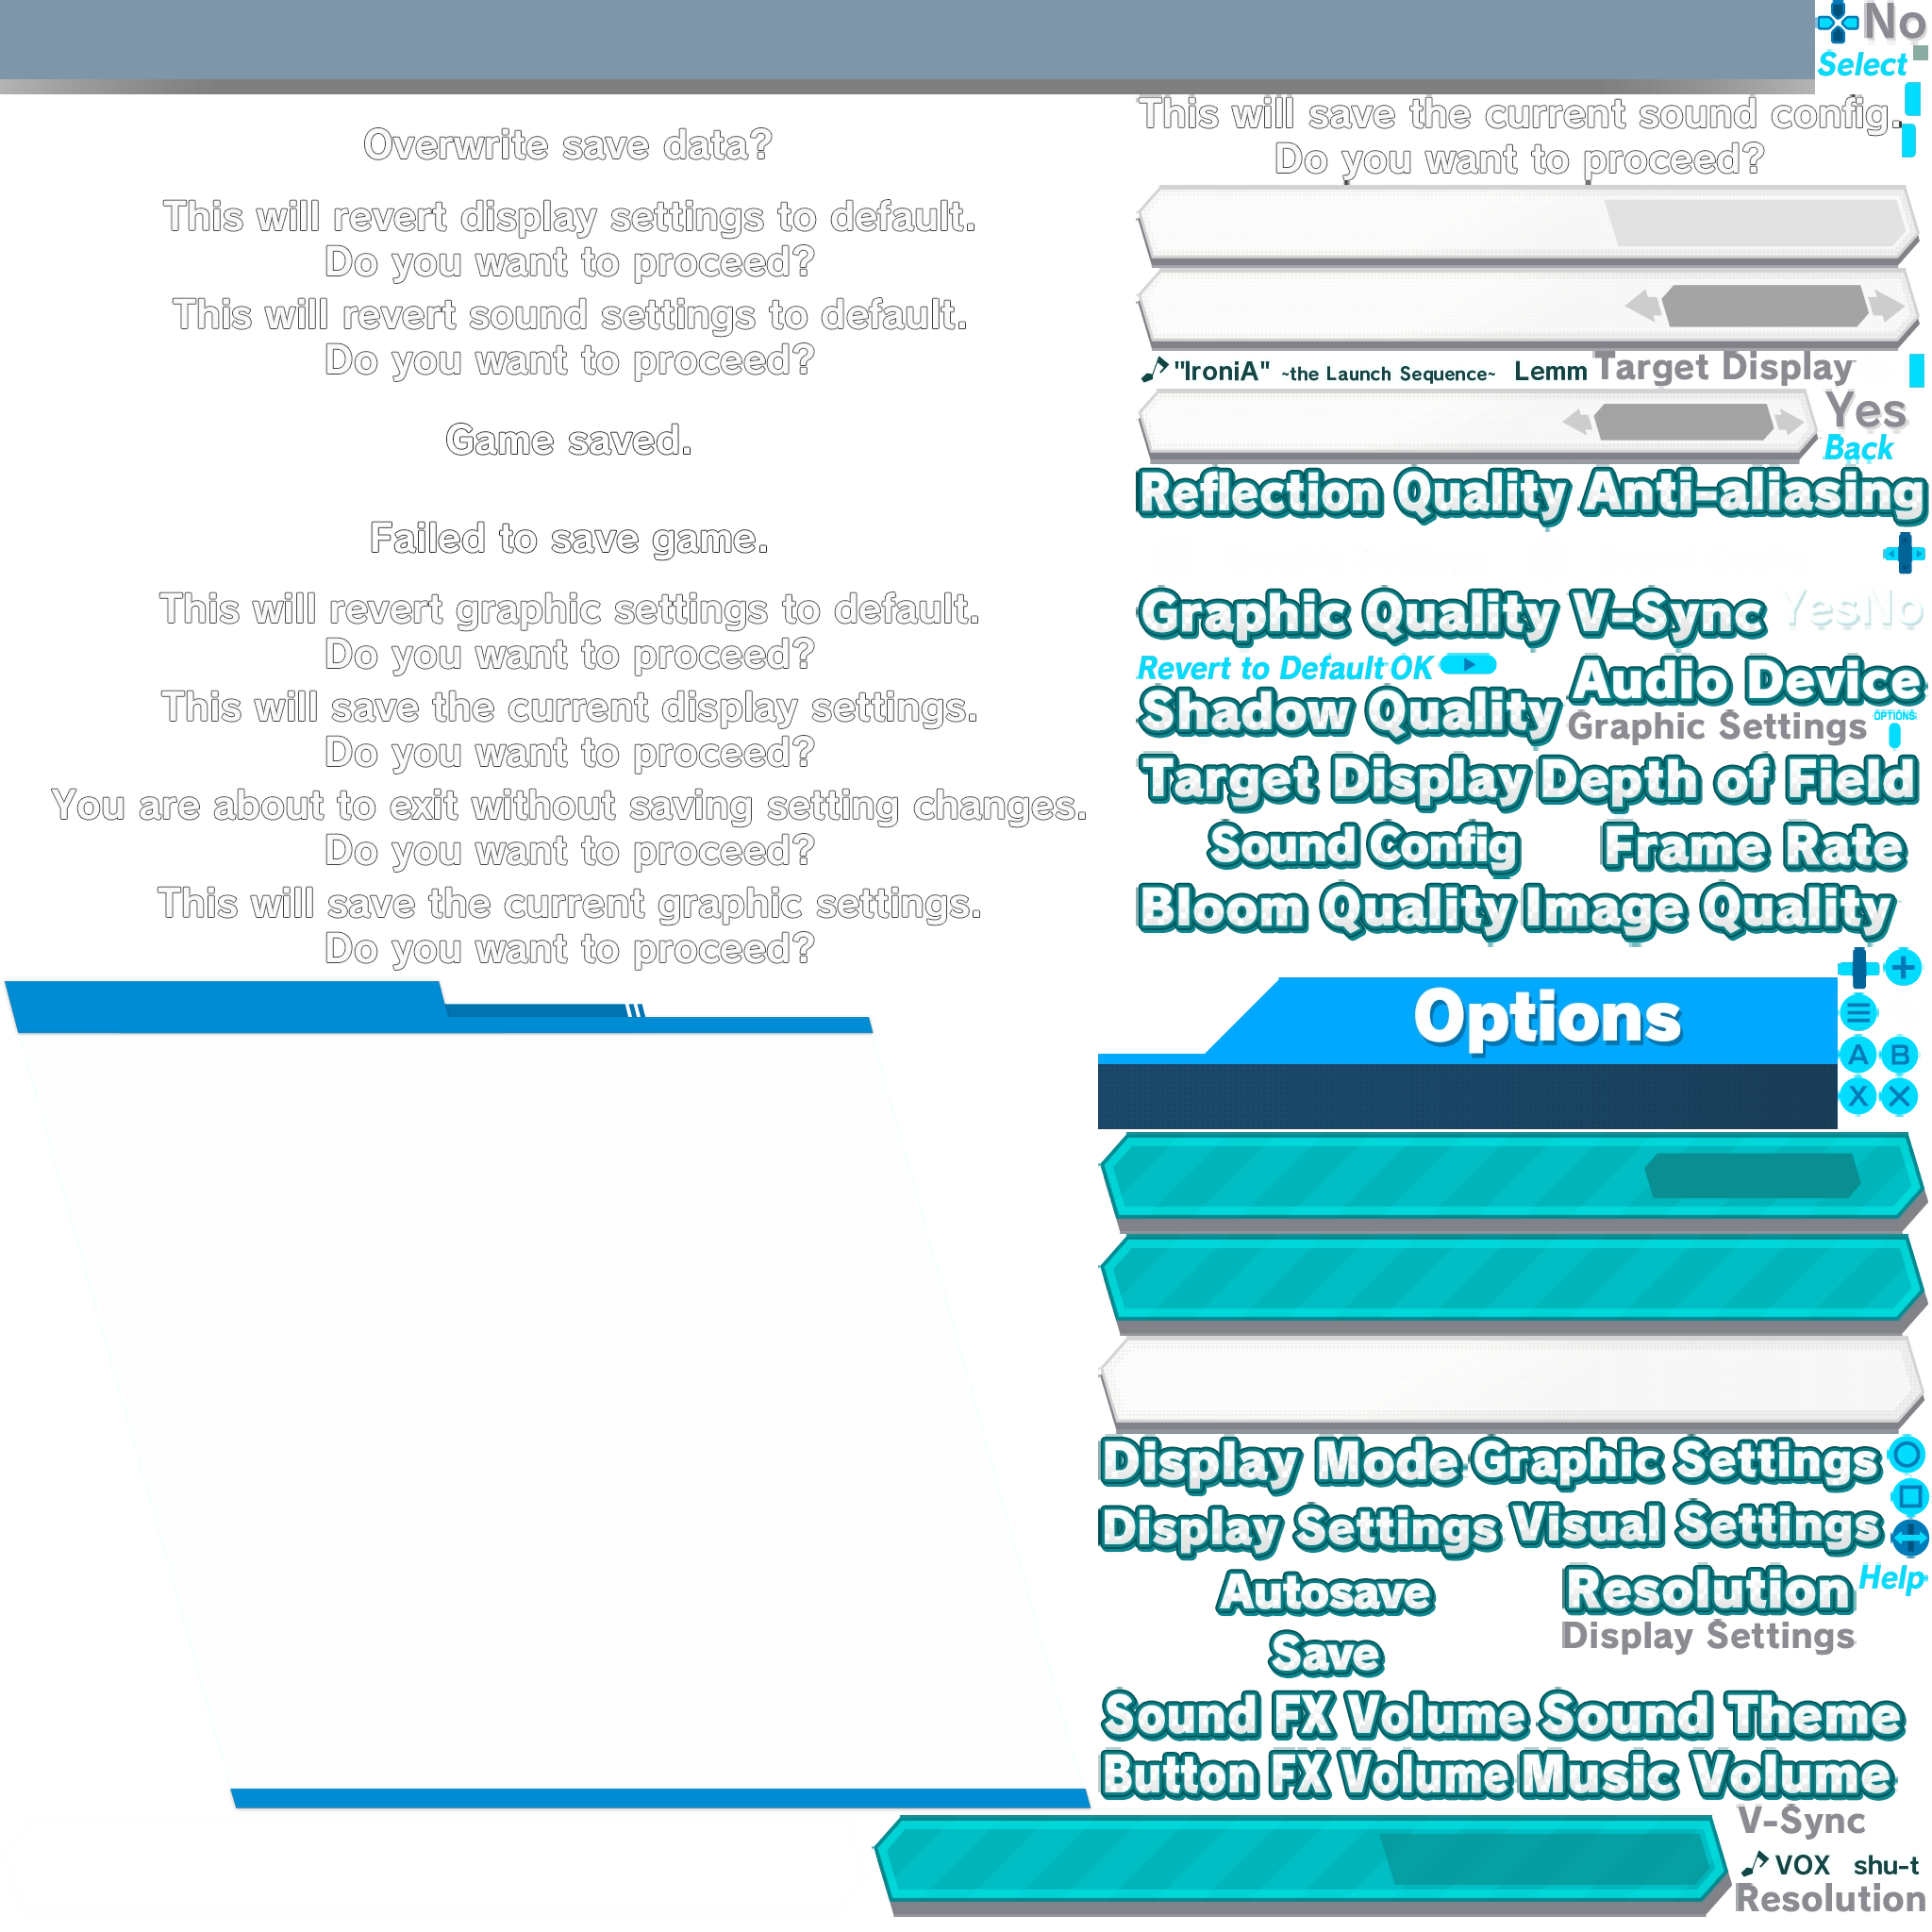 No
Select
This will save the current sound config.
Do you want to proceed?
Overwrite save data?
This will revert display settings to default.
Do you want to proceed?
This will revert sound settings to default.
Do you want to proceed?
"IroniA" ~the Launch Sequence~ Lemm
Target Display
Yes
Back
Game saved.
Reflection Quality
Anti-aliasing
Failed to save game.
Graphic Quality
V-Sync
Yes
No
This will revert graphic settings to default.
Do you want to proceed?
Revert to Default
OK
Audio Device
Shadow Quality
Graphic Settings
OPTIONS
This will save the current display settings.
Do you want to proceed?
Target Display
Depth of Field
You are about to exit without saving setting changes.
Do you want to proceed?
Sound Config
Frame Rate
This will save the current graphic settings.
Do you want to proceed?
Bloom Quality
Image Quality
Options
A
B
X
Display Mode
Graphic Settings
Display Settings
Visual Settings
Autosave
Resolution
Help
Display Settings
Save
Sound FX Volume
Sound Theme
Button FX Volume
Music Volume
V-Sync
VOX shu-t
Resolution